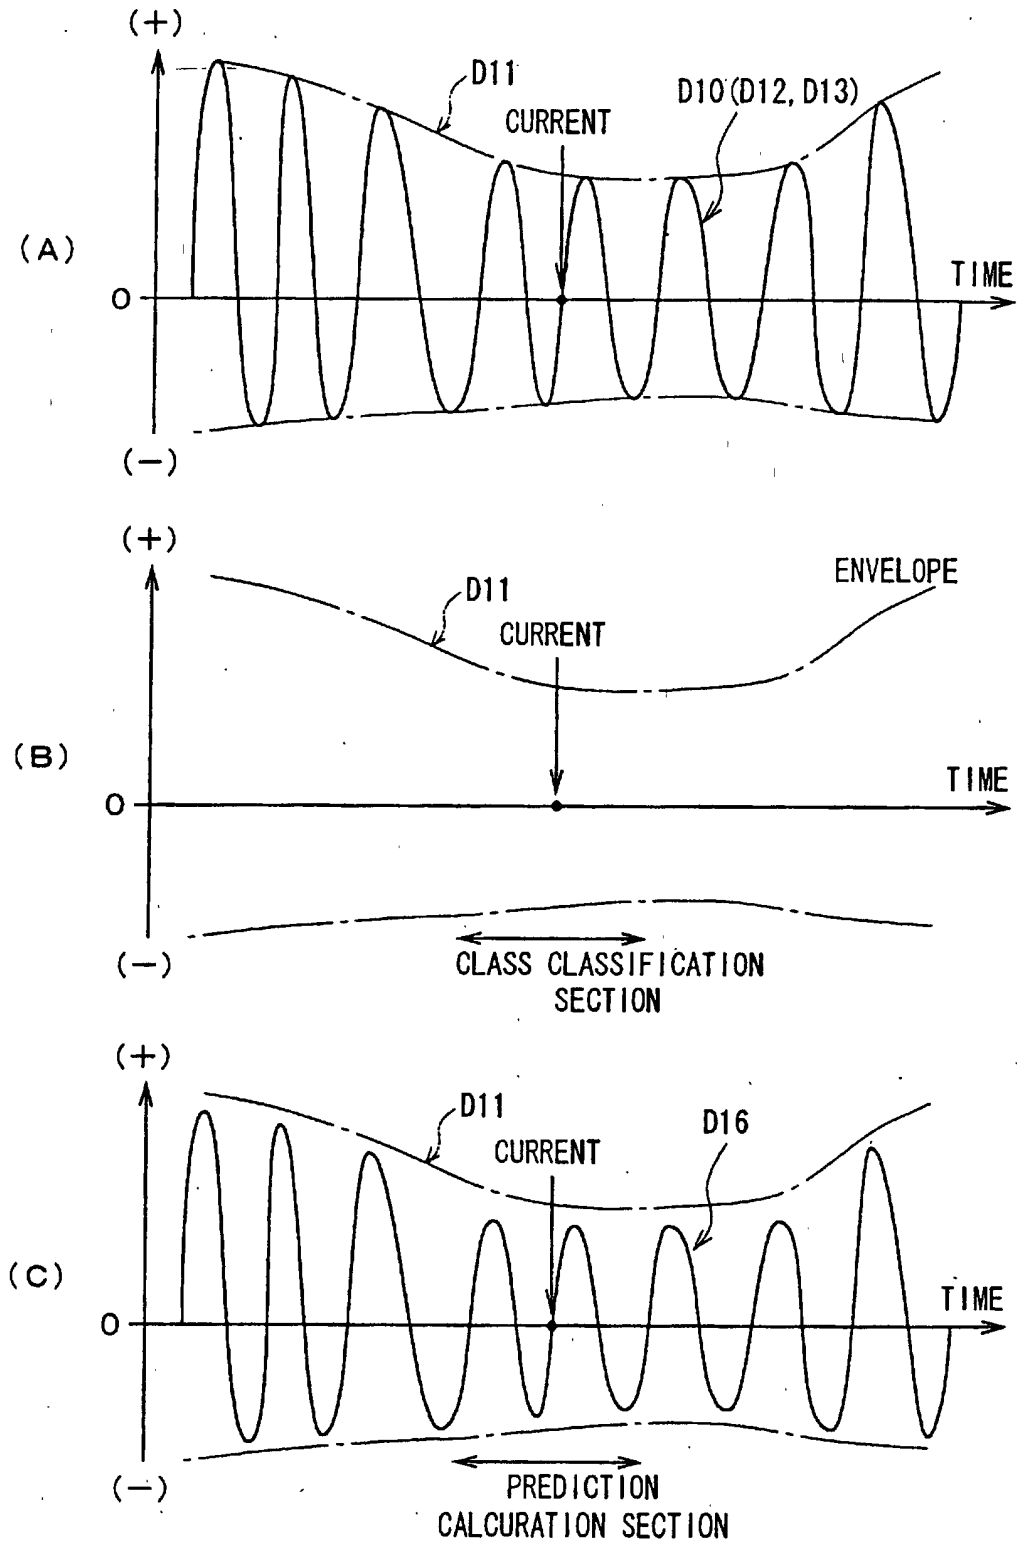 (+)
D11
CURRENT
D10(D12, D13)
(A)
TIME
0
(-)
(+)
ENVELOPE
D11
CURRENT
(B)
TIME
0
(-)
CLASS CLASSIFICATION
SECTION
(+)
D11
D16
CURRENT
(C)
TIME
0
(-)
PREDICTION
CALCURATION SECTION